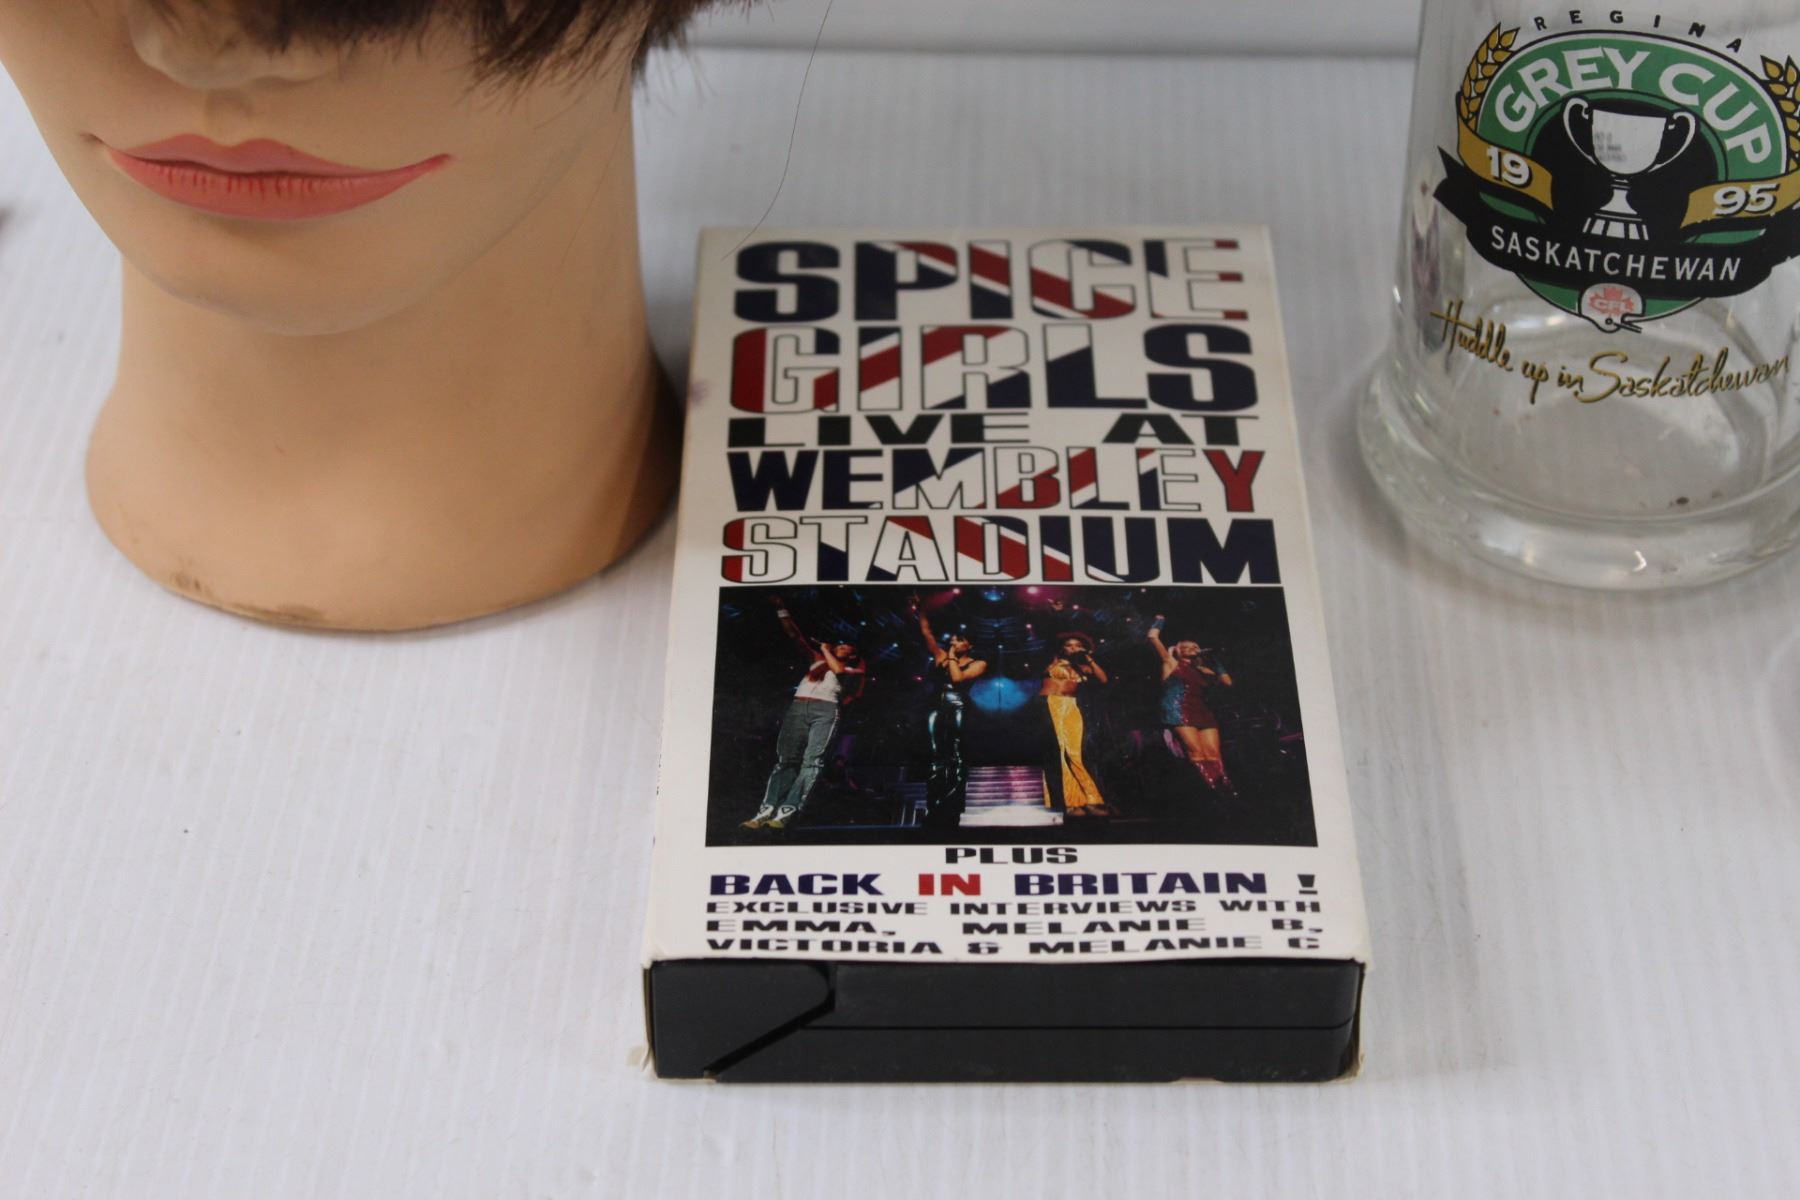 SPICE
GIRLS
LIVE AT
WEMBLEY
STADIUM
PLUS
BACK IN BRITAIN !
EXCLUSIVE INTERVIEWS WITH
EMMA, MELANIE B,
VICTORIA & MELANIE C
REGINA
GREY CUP
19 95
SASKATCHEWAN
CFL
Huddle up in Saskatchewan